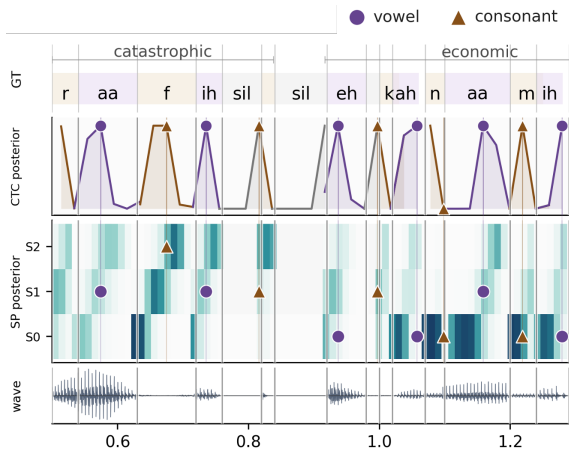 vowel consonant
catastrophic economic
GT
r aa f ih sil sil eh k ah n aa m ih
CTC posterior
SP posterior
S2
S1
S0
wave
0.6 0.8 1.0 1.2